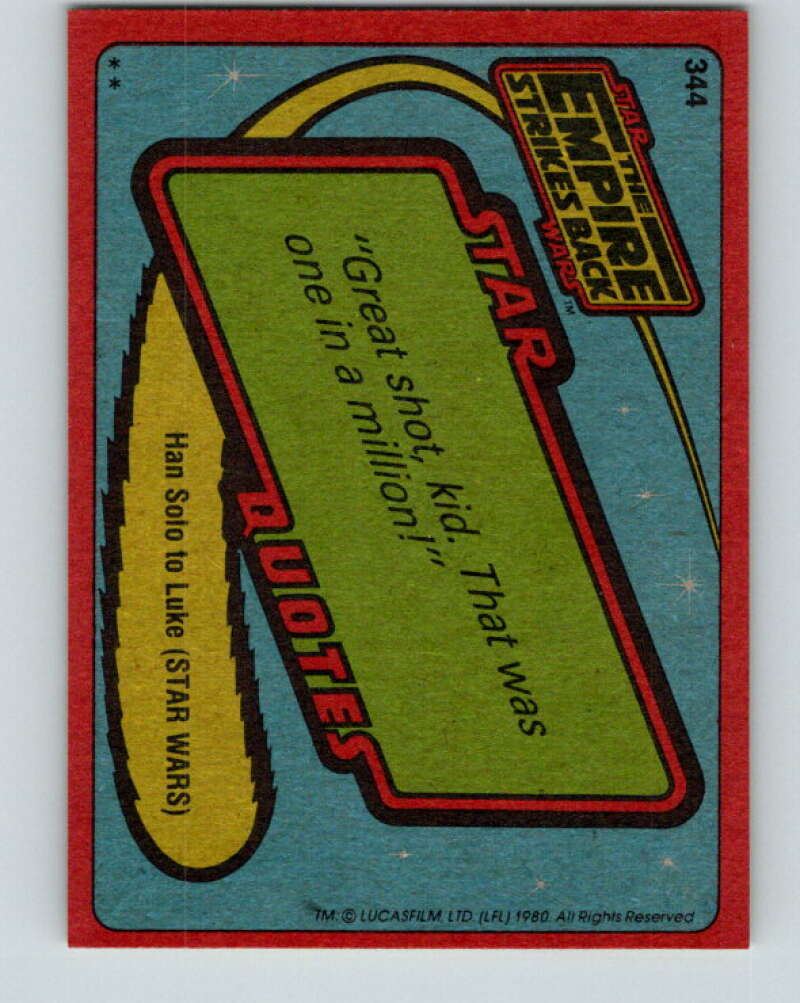 344
STAR
THE
EMPIRE
STRIKES BACK
WARS™
STAR
"Great shot, kid. That was
one in a million!"
QUOTES
Han Solo to Luke (STAR WARS)
**
TM: © LUCASFILM, LTD. (LFL) 1980. All Rights Reserved